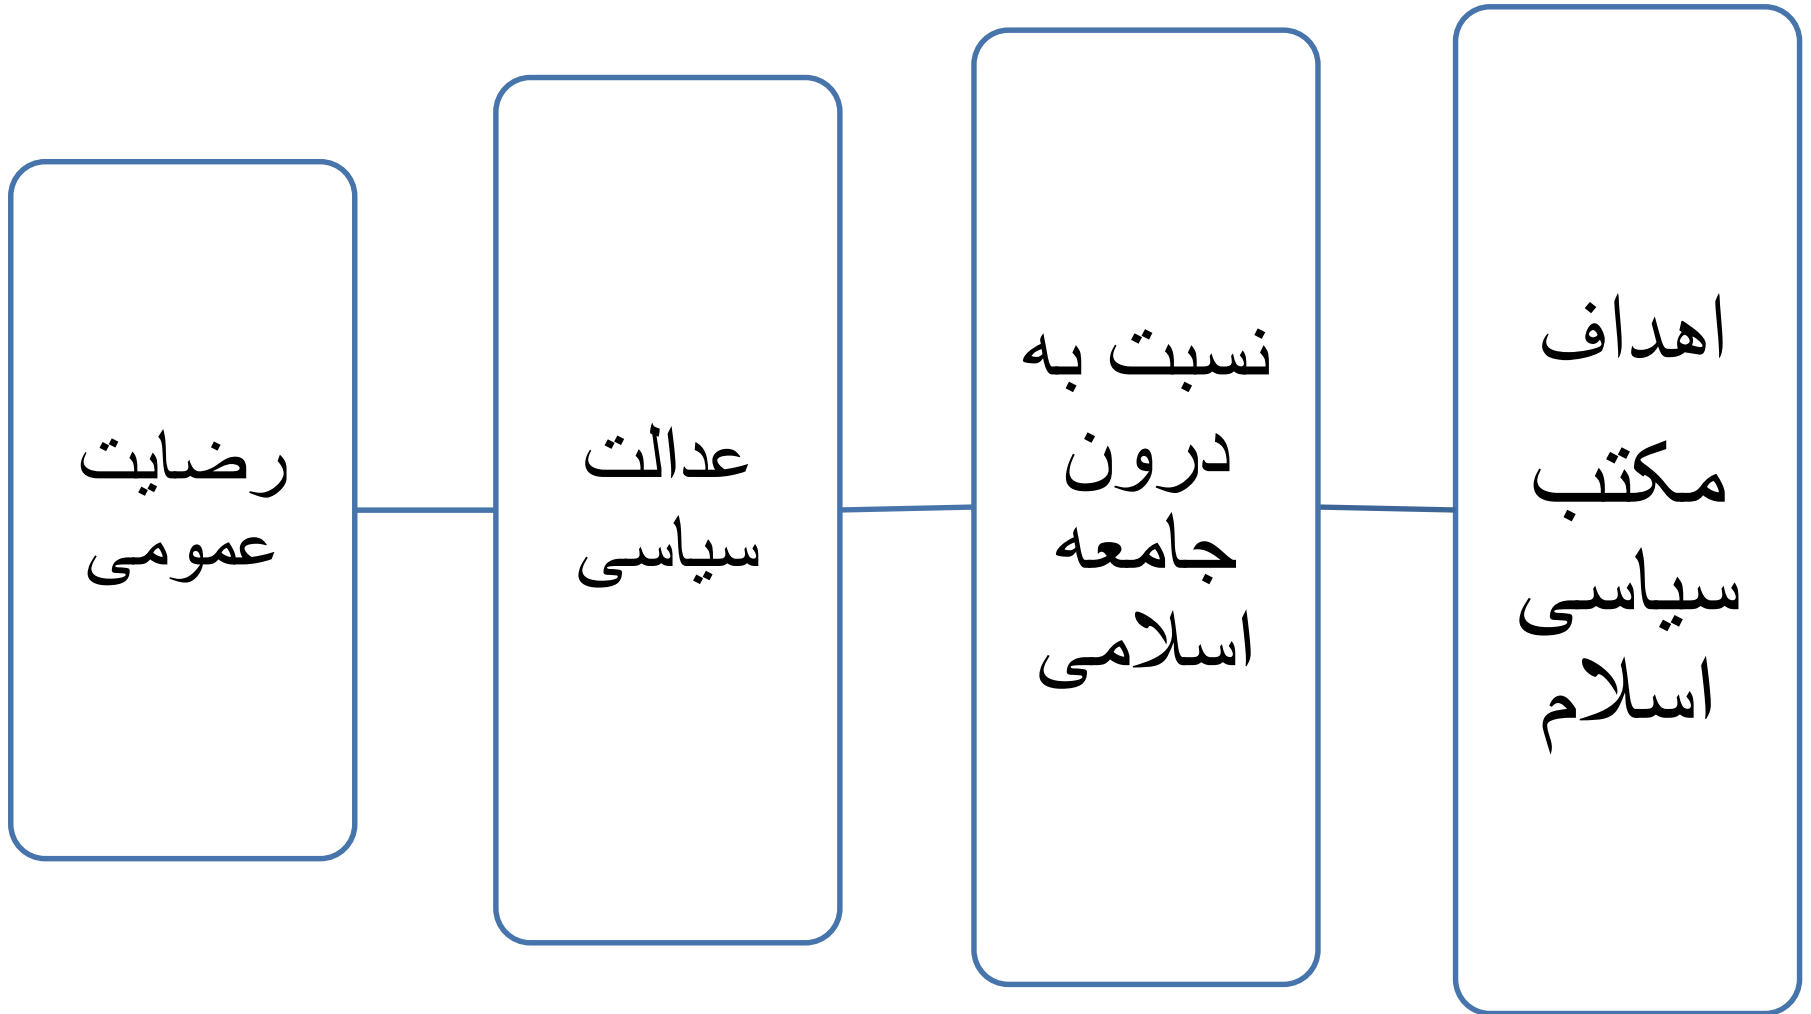 اهداف
مکتب
سیاسی
اسلام
نسبت به
درون
جامعه
اسلامی
عدالت
سیاسی
رضایت
عمومی